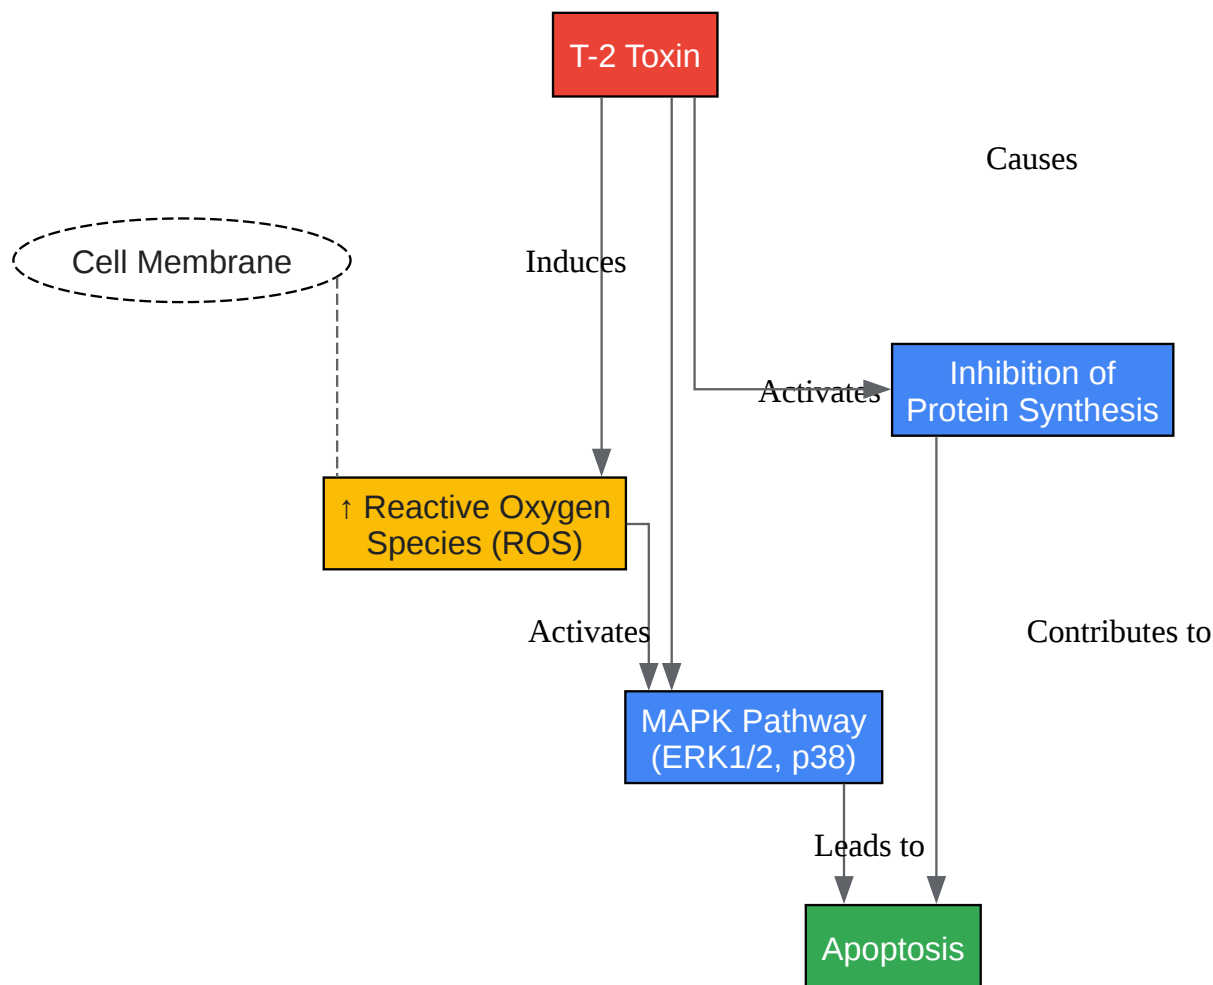 T-2 Toxin
Causes
Cell Membrane
Induces
Activates
Inhibition of
Protein Synthesis
↑ Reactive Oxygen
Species (ROS)
Activates
Contributes to
MAPK Pathway
(ERK1/2, p38)
Leads to
Apoptosis